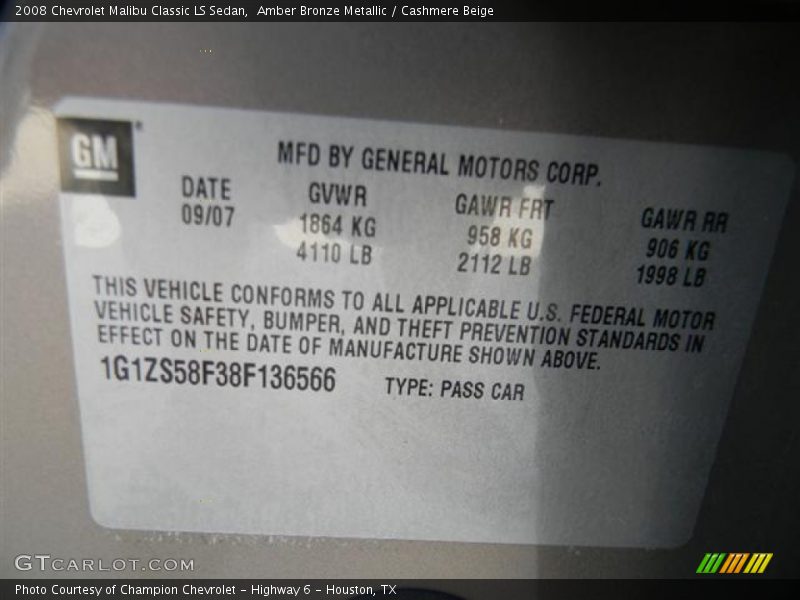 2008 Chevrolet Malibu Classic LS Sedan, Amber Bronze Metallic / Cashmere Beige
GM
MFD BY GENERAL MOTORS CORP.
DATE GVWR GAWR FRT GAWR RR
09/07 1864 KG 958 KG 906 KG
4110 LB 2112 LB 1998 LB
THIS VEHICLE CONFORMS TO ALL APPLICABLE U.S. FEDERAL MOTOR
VEHICLE SAFETY, BUMPER, AND THEFT PREVENTION STANDARDS IN
EFFECT ON THE DATE OF MANUFACTURE SHOWN ABOVE.
1G1ZS58F38F136566 TYPE: PASS CAR
GTCARLOT.COM
Photo Courtesy of Champion Chevrolet - Highway 6 - Houston, TX